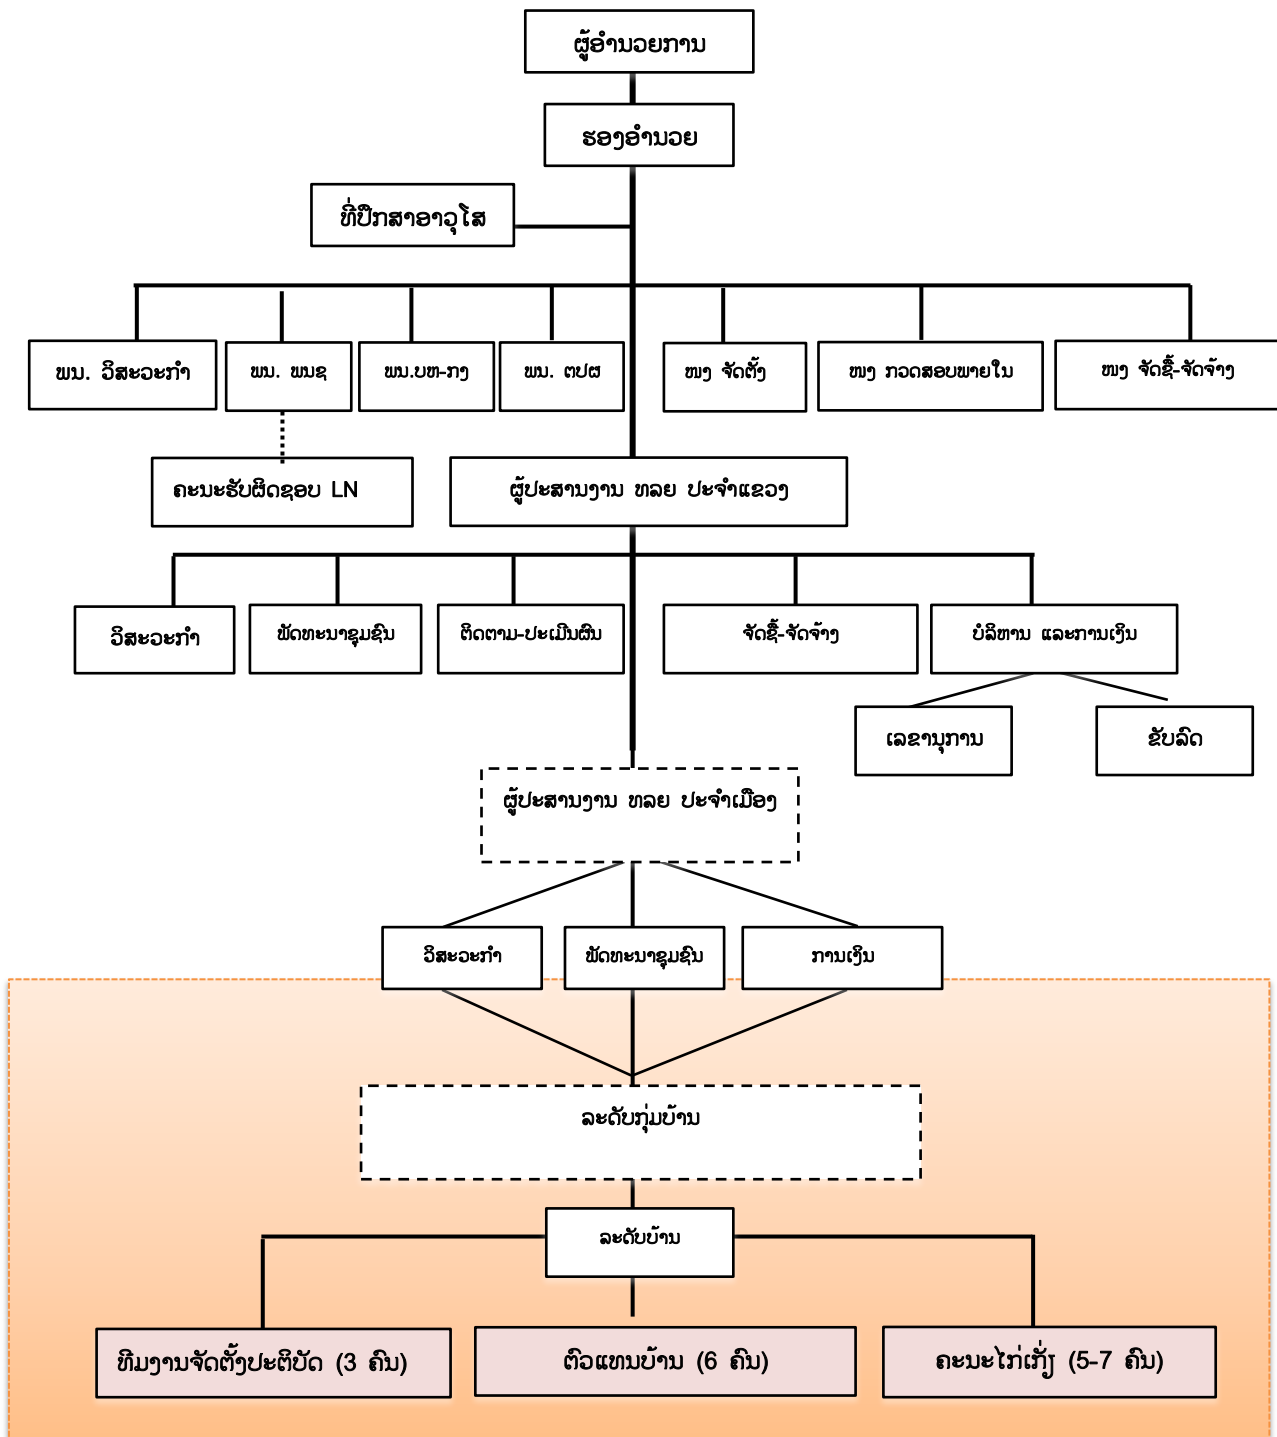 ຜູ້ອຳນວຍການ
ຮອງອຳນວຍ
ທີ່ປຶກສາອາວຸໂສ
ພນ. ວິສະວະກຳ
ພນ. ພນຊ
ພນ.ບຫ-ກງ
ພນ. ຕປຜ
ໜງ ຈັດຕັ້ງ
ໜງ ກວດສອບພາຍໃນ
ໜງ ຈັດຊື້-ຈັດຈ້າງ
ຄະນະຮັບຜິດຊອບ LN
ຜູ້ປະສານງານ ທລຍ ປະຈຳແຂວງ
ວິສະວະກຳ
ພັດທະນາຊຸມຊົນ
ຕິດຕາມ-ປະເມີນຜົນ
ຈັດຊື້-ຈັດຈ້າງ
ບໍລິຫານ ແລະການເງິນ
ເລຂານຸການ
ຂັບລົດ
ຜູ້ປະສານງານ ທລຍ ປະຈຳເມືອງ
ວິສະວະກຳ
ພັດທະນາຊຸມຊົນ
ການເງິນ
ລະດັບກຸ່ມບ້ານ
ລະດັບບ້ານ
ທີມງານຈັດຕັ້ງປະຕິບັດ (3 ຄົນ)
ຕົວແທນບ້ານ (6 ຄົນ)
ຄະນະໄກ່ເກັ່ຽ (5-7 ຄົນ)